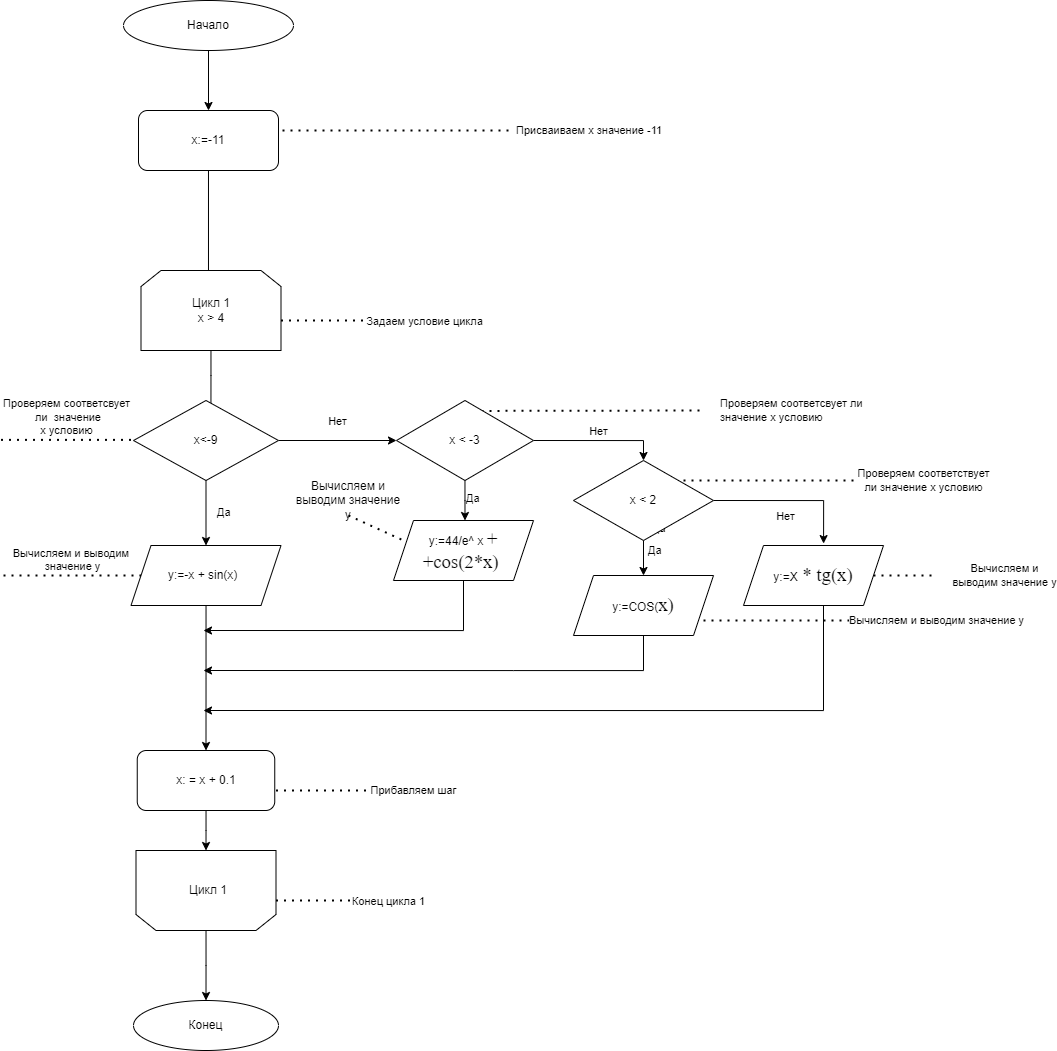 Начало
x:=-11
Присваиваем x значение -11
Цикл 1
x > 4
Задаем условие цикла
Проверяем соответсвует
ли значение
x условию
x<-9
Нет
x < -3
Проверяем соответсвует ли
значение x условию
Нет
x < 2
Проверяем соответствует
ли значение x условию
Да
Вычисляем и
выводим значение
y
Да
Нет
Вычисляем и выводим
значение y
y:=-x + sin(x)
y:=44/e^ x +
+cos(2*x)
Да
y:=COS(x)
y:=X * tg(x)
Вычисляем и
выводим значение y
Вычисляем и выводим значение y
x: = x + 0.1
Прибавляем шаг
Цикл 1
Конец цикла 1
Конец